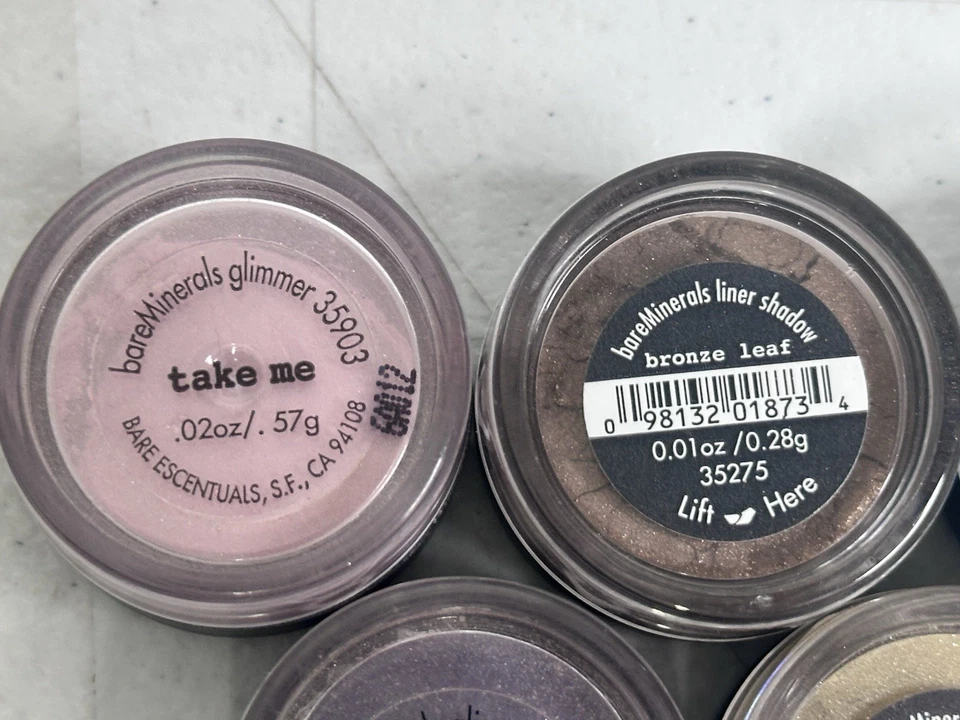 bareMinerals glimmer 35903
take me
.02oz/. 57g
BARE ESCENTUALS, S.F., CA 94108
bareMinerals liner shadow
bronze leaf
0 98132 01873 4
0.01oz /0.28g
35275
Lift Here